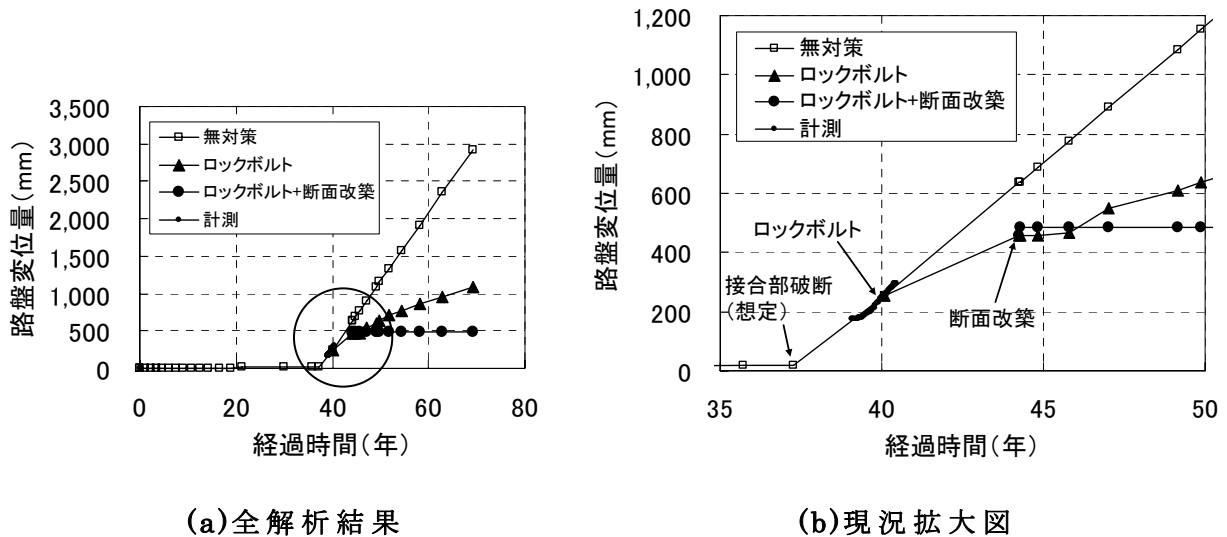 3,500
3,000
2,500
2,000
1,500
1,000
500
0
路盤変位量(mm)
無対策
ロックボルト
ロックボルト+断面改築
計測
0 20 40 60 80
経過時間(年)
(a)全解析結果
1,200
1,000
800
600
400
200
0
路盤変位量(mm)
無対策
ロックボルト
ロックボルト+断面改築
計測
ロックボルト
接合部破断
(想定)
断面改築
35 40 45 50
経過時間(年)
(b)現況拡大図